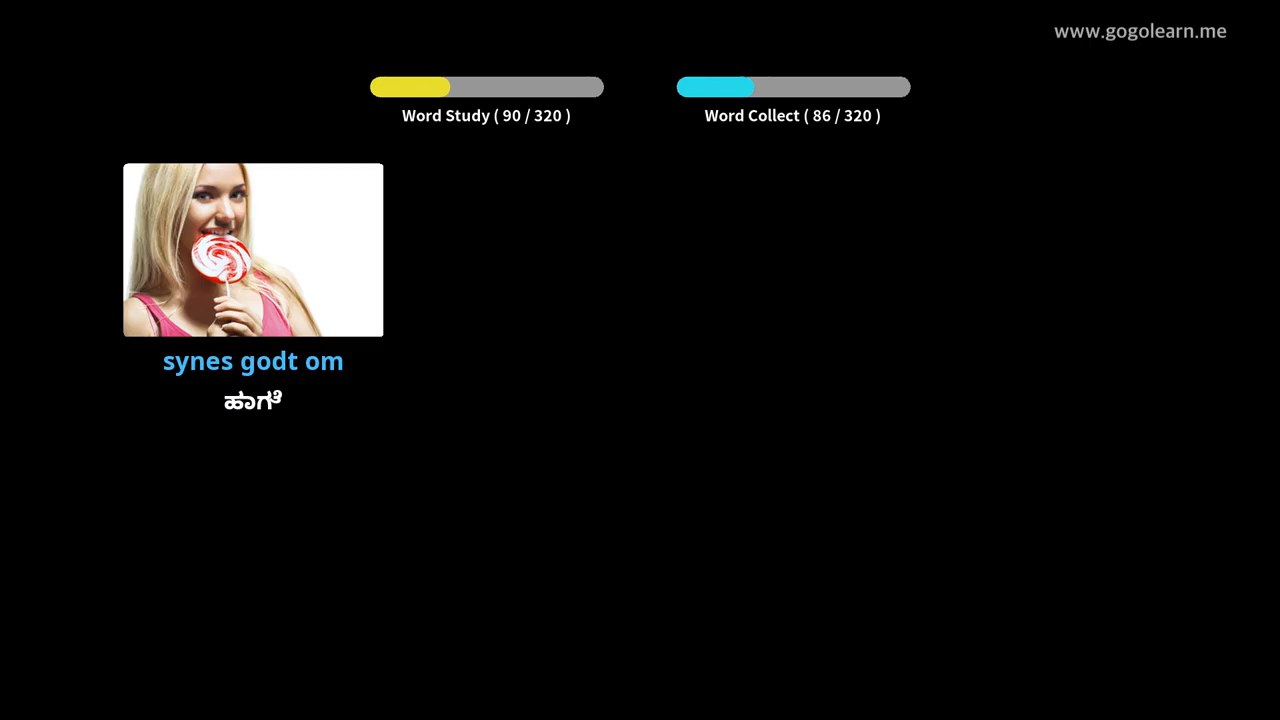 www.gogolearn.me
Word Study ( 90 / 320 )
Word Collect ( 86 / 320 )
synes godt om
ಹಾಗೆ